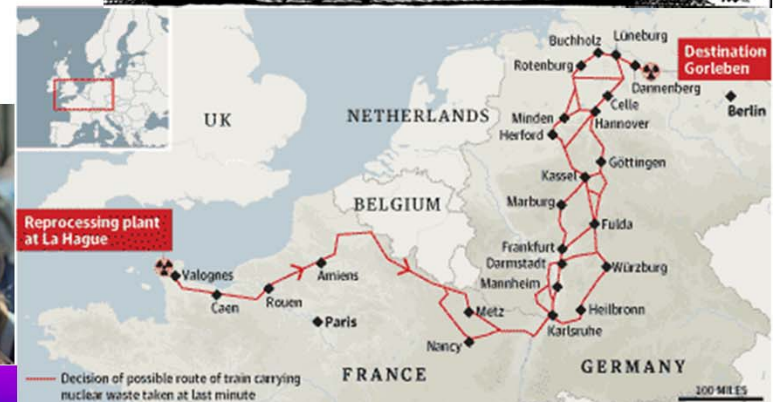 UK
NETHERLANDS
BELGIUM
Reprocessing plant
at La Hague
Valognes
Caen
Rouen
Amiens
Paris
Metz
Nancy
FRANCE
Buchholz
Lüneburg
Rotenburg
Destination
Gorleben
Dannenberg
Berlin
Celle
Minden
Hannover
Herford
Göttingen
Kassel
Marburg
Fulda
Frankfurt
Darmstadt
Würzburg
Mannheim
Heilbronn
Karlsruhe
GERMANY
Decision of possible route of train carrying
nuclear waste taken at last minute
100 MILES